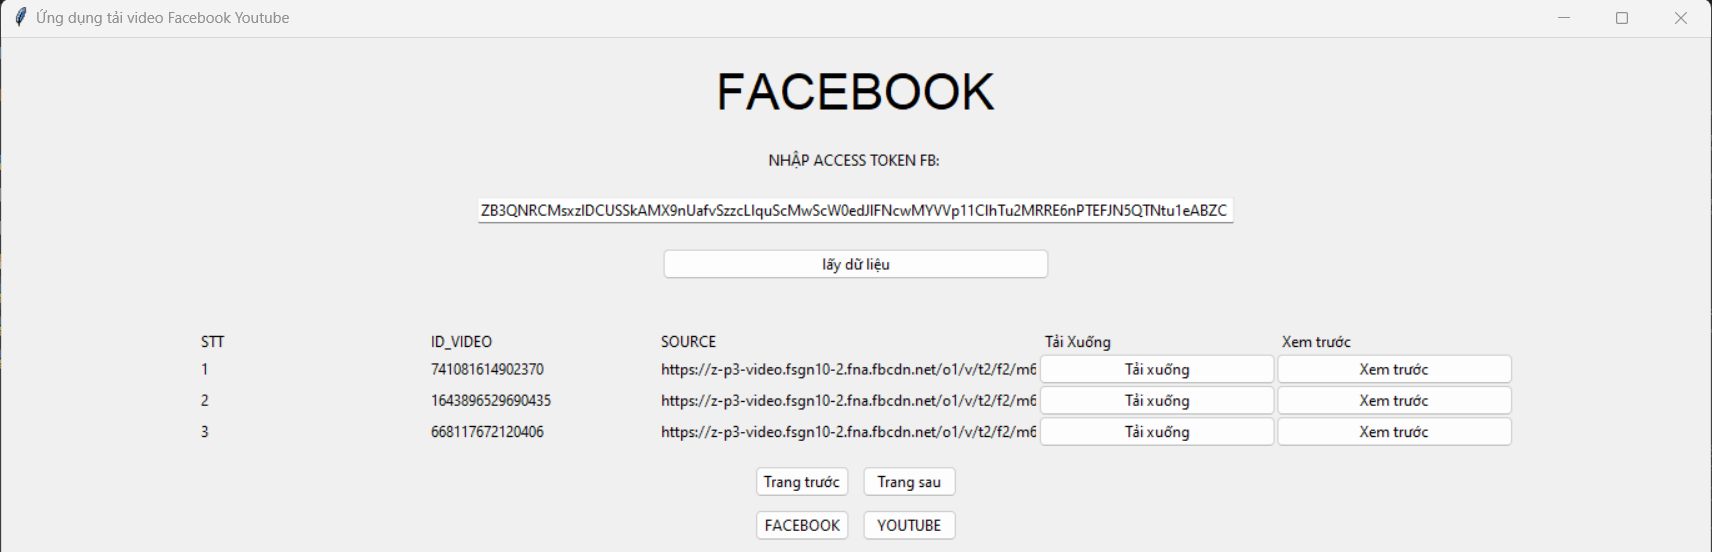 Ứng dụng tải video Facebook Youtube
FACEBOOK
NHẬP ACCESS TOKEN FB:
ZB3QNRCMsxzIDCUSSkAMX9nUafvSzzcLIquScMwScW0edJIFNcwMYVVp11CIhTu2MRRE6nPTEFJN5QTNtu1eABZC
lấy dữ liệu
STT ID_VIDEO SOURCE Tải Xuống Xem trước
1 741081614902370 https://z-p3-video.fsgn10-2.fna.fbcdn.net/o1/v/t2/f2/m6 Tải xuống Xem trước
2 1643896529690435 https://z-p3-video.fsgn10-2.fna.fbcdn.net/o1/v/t2/f2/m6 Tải xuống Xem trước
3 668117672120406 https://z-p3-video.fsgn10-2.fna.fbcdn.net/o1/v/t2/f2/m6 Tải xuống Xem trước
Trang trước Trang sau
FACEBOOK YOUTUBE